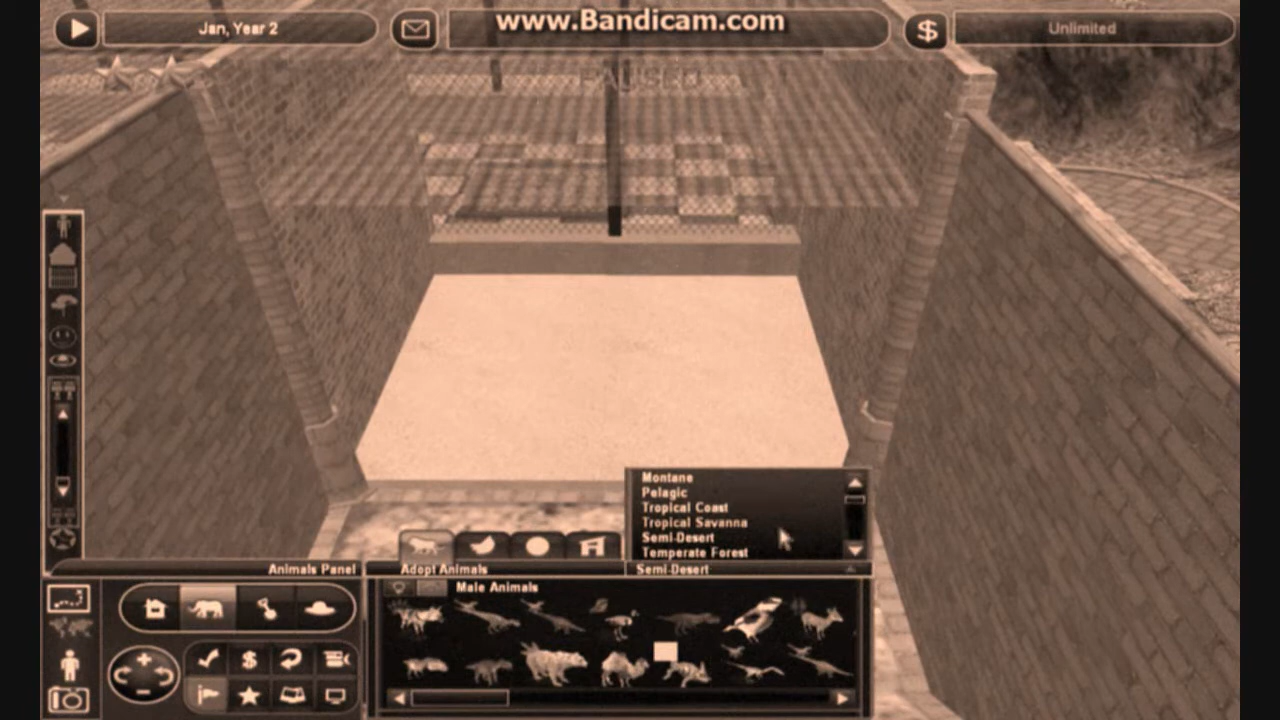 www.Bandicam.com
Jan, Year 2
$
Unlimited
PAUSED
Montane
Pelagic
Tropical Coast
Tropical Savanna
Semi-Desert
Temperate Forest
Animals Panel
Adopt Animals
Semi-Desert
Male Animals